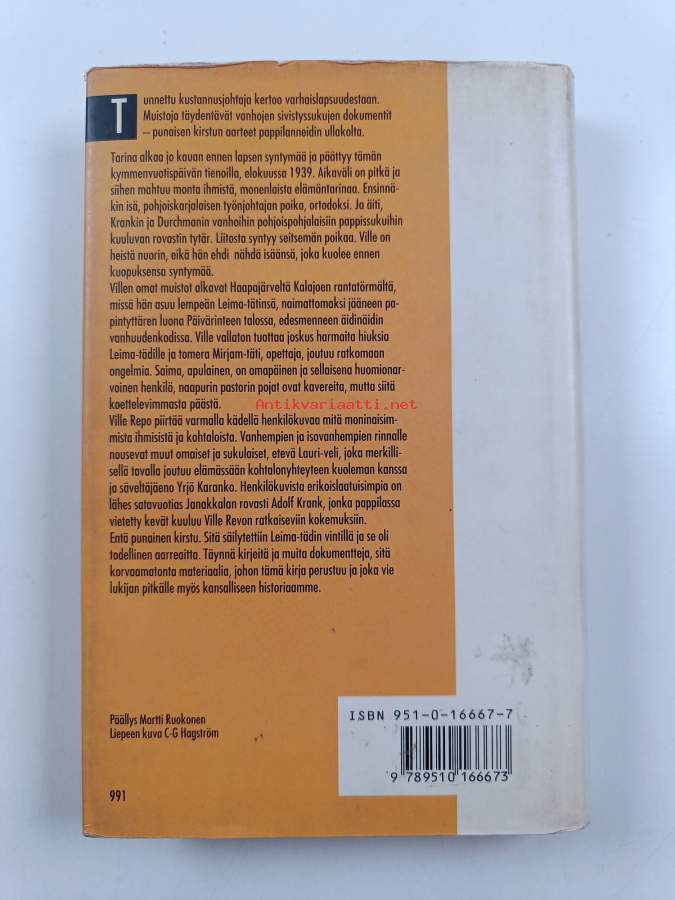 Tunnettu kustannusjohtaja kertoo varhaislapsuudestaan.
Muistoja täydentävät vanhojen sivistyssukujen dokumentit
– punaisen kirstun aarteet pappilanneidin ullakolta.
Tarina alkaa jo kauan ennen lapsen syntymää ja päättyy tämän
kymmenvuotispäivän tienoilla, elokuussa 1939. Aikaväli on pitkä ja
siihen mahtuu monta ihmistä, monenlaista elämäntarinaa. Ensinnä-
kin isä, pohjoiskarjalaisen työnjohtajan poika, ortodoksi. Ja äiti,
Krankin ja Durchmanin vanhoihin pohjoispohjalaisiin pappissukuihin
kuuluvan rovastin tytär. Liitosta syntyy seitsemän poikaa. Ville on
heistä nuorin, eikä hän ehdi nähdä isäänsä, joka kuolee ennen
kuopuksensa syntymää.
Villen omat muistot alkavat Haapajärveltä Kalajoen rantatörmältä,
missä hän asuu lempeän Leima-tätinsä, naimattomaksi jääneen pa-
pintyttären luona Päivärinteen talossa, edesmenneen äidinäidin
vanhuudenkodissa. Ville vallaton tuottaa joskus harmaita hiuksia
Leima-tädille ja tomera Mirjam-täti, opettaja, joutuu ratkomaan
ongelmia. Saima, apulainen, on omapäinen ja sellaisena huomionar-
voinen henkilö, naapurin pastorin pojat ovat kavereita, mutta siitä
koettelevimmasta päästä.
Antikvariaatti.net
Ville Repo piirtää varmalla kädellä henkilökuvaa mitä moninaisim-
mista ihmisistä ja kohtaloista. Vanhempien ja isovanhempien rinnalle
nousevat muut omaiset ja sukulaiset, etevä Lauri-veli, joka merkilli-
sellä tavalla joutuu elämässään kohtalonyhteyteen kuoleman kanssa
ja säveltäjäeno Yrjö Karanko. Henkilökuvista erikoislaatuisimpia on
lähes satavuotias Janakkalan rovasti Adolf Krank, jonka pappilassa
vietetty kevät kuuluu Ville Revon ratkaiseviin kokemuksiin.
Entä punainen kirstu. Sitä säilytettiin Leima-tädin vintillä ja se oli
todellinen aarreaitta. Täynnä kirjeitä ja muita dokumentteja, sitä
korvaamatonta materiaalia, johon tämä kirja perustuu ja joka vie
lukijan pitkälle myös kansalliseen historiaamme.
Päällys Martti Ruokonen
Liepeen kuva C-G Hagström
991
ISBN 951-0-16667-7
9 789510 166673